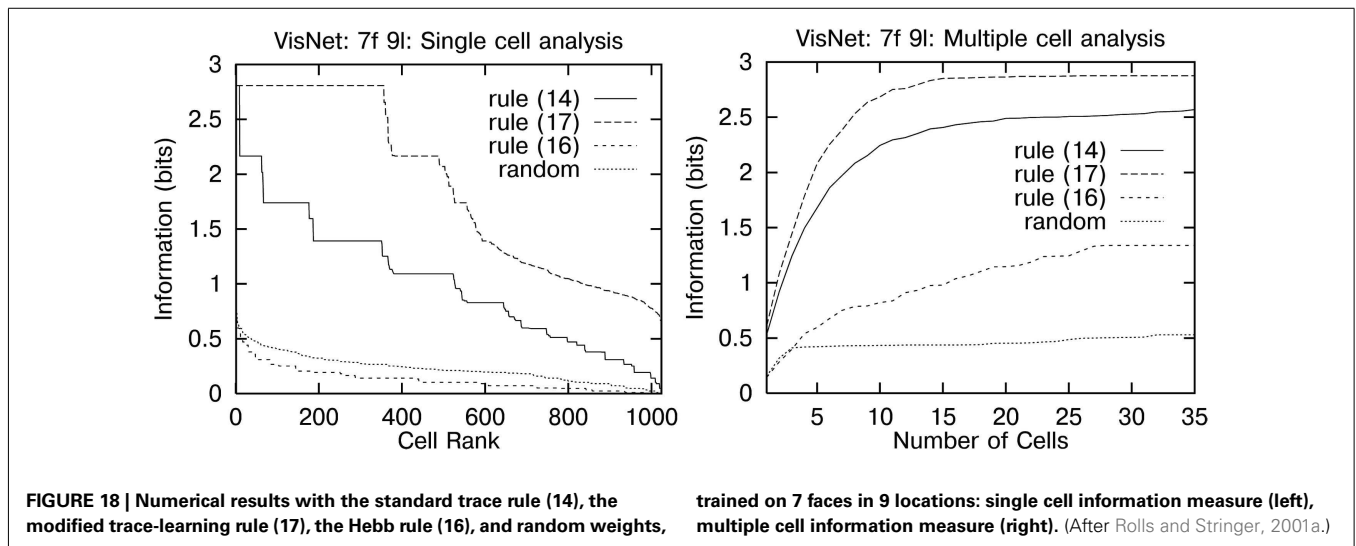 VisNet: 7f 9l: Single cell analysis
3
2.5
2
1.5
1
0.5
0
Information (bits)
rule (14)
rule (17)
rule (16)
random
0 200 400 600 800 1000
Cell Rank
VisNet: 7f 9l: Multiple cell analysis
3
2.5
2
1.5
1
0.5
0
Information (bits)
rule (14)
rule (17)
rule (16)
random
5 10 15 20 25 30 35
Number of Cells
FIGURE 18 | Numerical results with the standard trace rule (14), the
modified trace-learning rule (17), the Hebb rule (16), and random weights,
trained on 7 faces in 9 locations: single cell information measure (left),
multiple cell information measure (right). (After Rolls and Stringer, 2001a.)